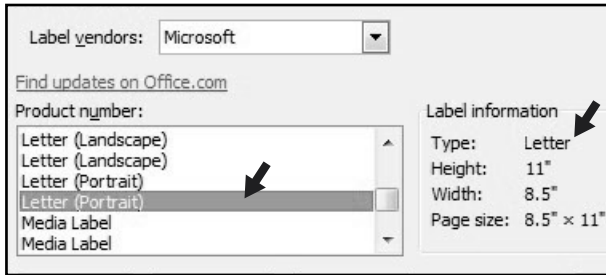 Label vendors: Microsoft
Find updates on Office.com
Product number:
Letter (Landscape)
Letter (Landscape)
Letter (Portrait)
Letter (Portrait)
Media Label
Media Label
Label information
Type: Letter
Height: 11"
Width: 8.5"
Page size: 8.5" × 11"